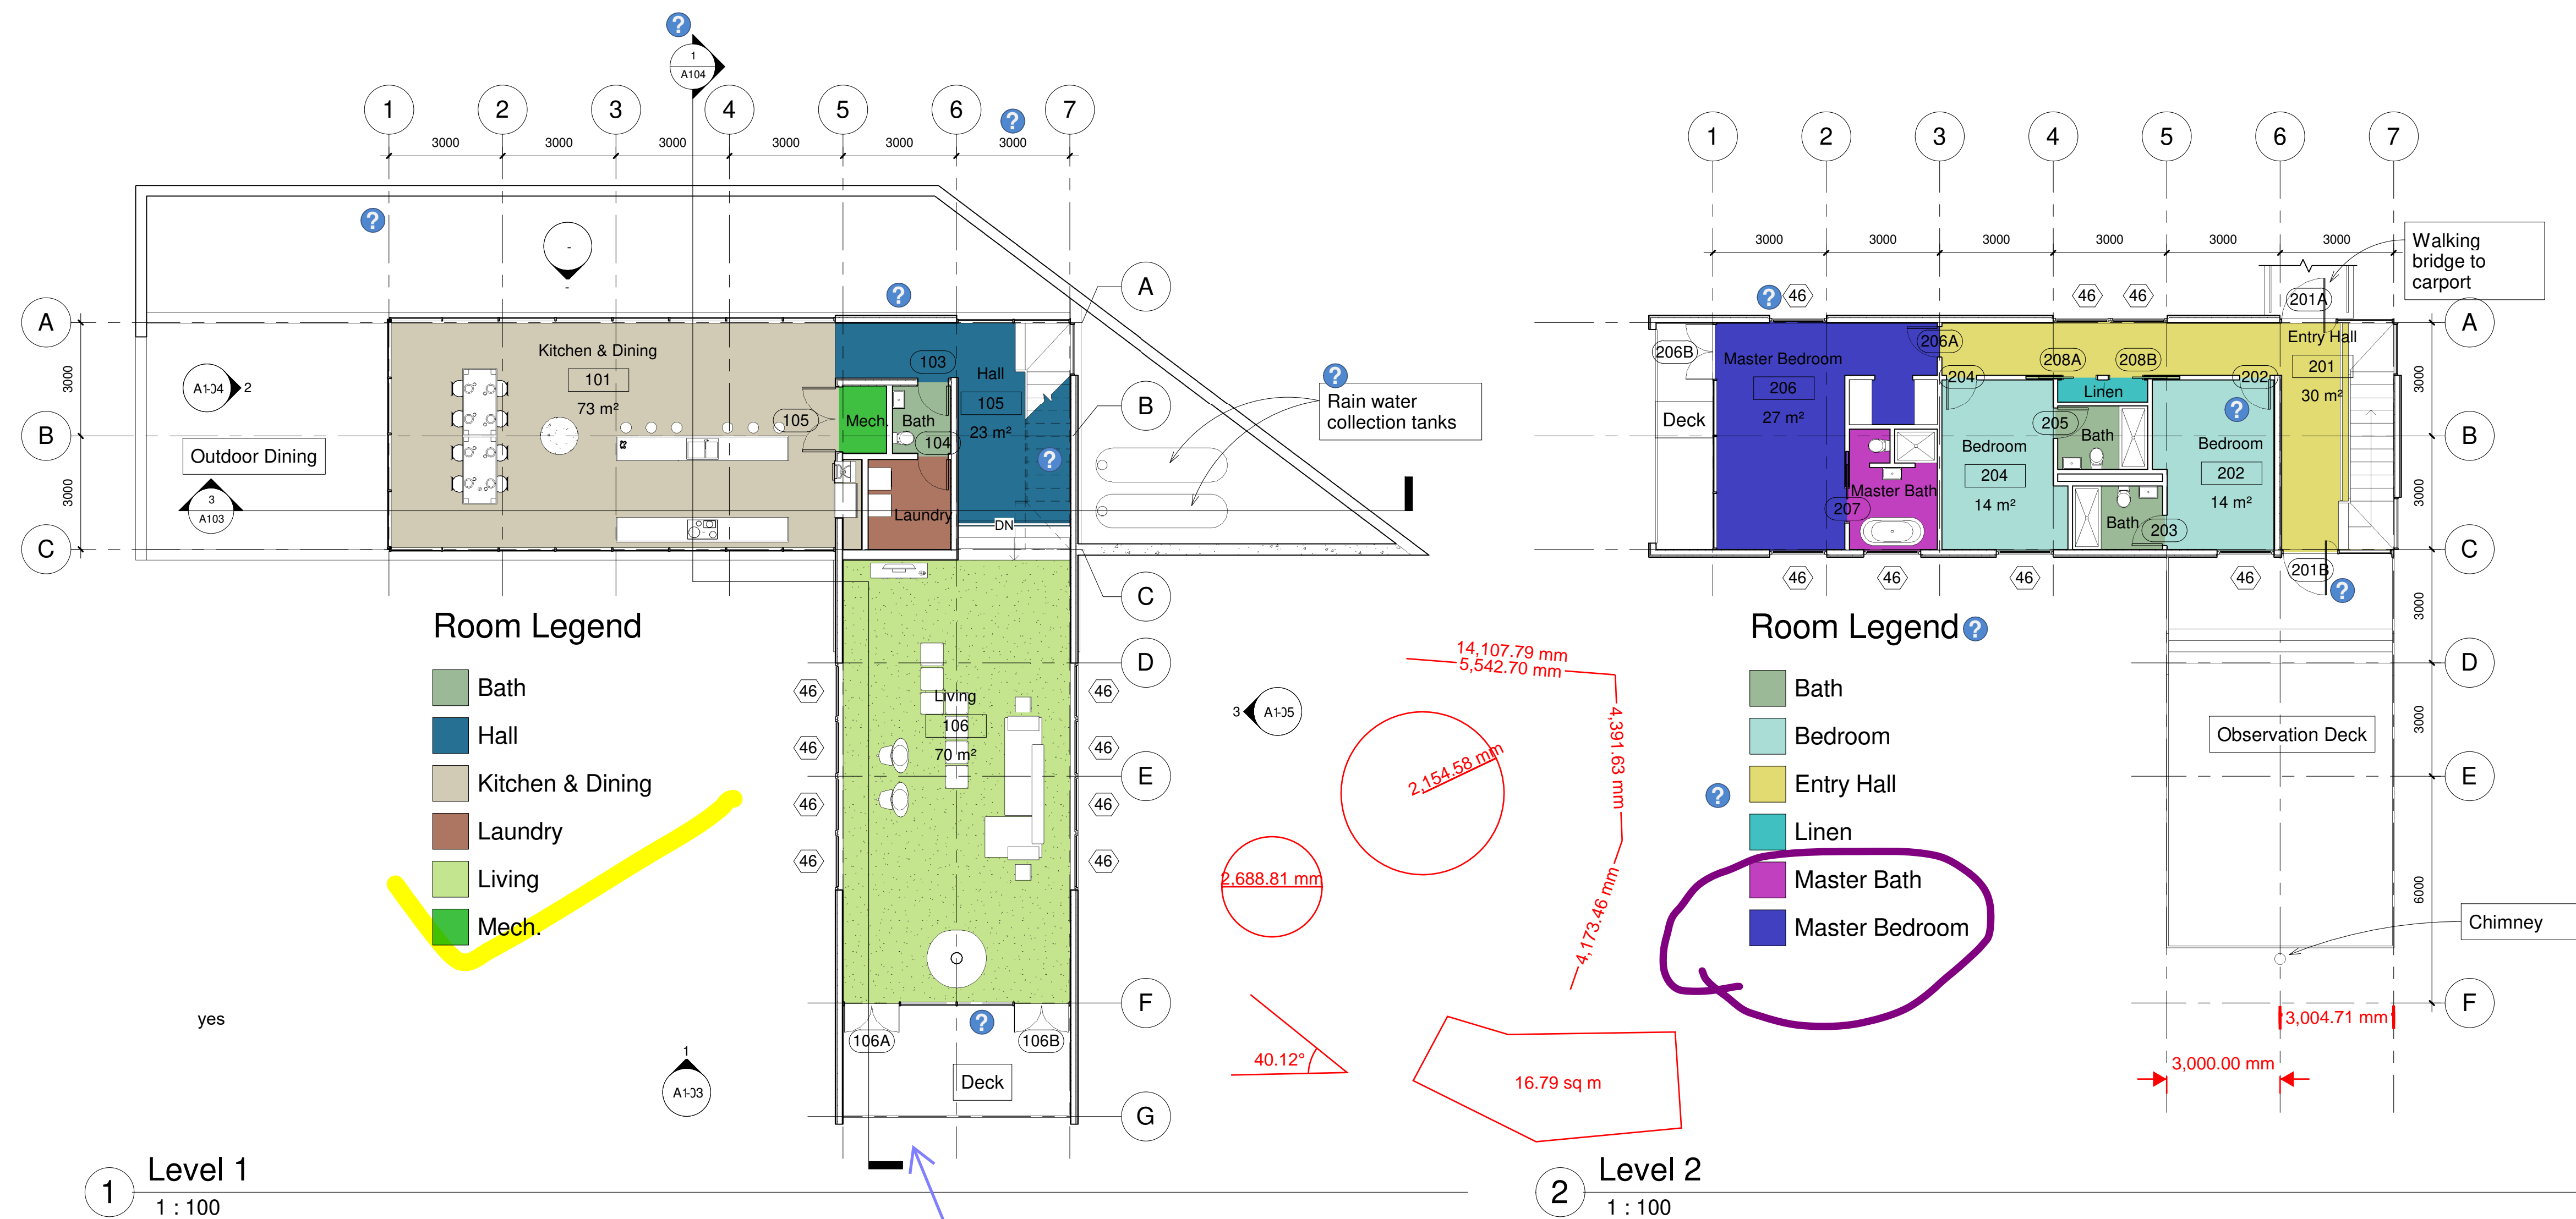 ?
1
A104
1
2
3
4
5
6
7
?
3000
3000
3000
3000
3000
3000
?
-
-
?
A
A
B
C
3000
3000
A1-04
2
Outdoor Dining
3
A103
Kitchen & Dining
101
73 m²
105
103
Hall
105
23 m²
Mech.
Bath
104
Laundry
DN
?
A
B
C
D
E
F
G
?
Rain water
collection tanks
Room Legend
Bath
Hall
Kitchen & Dining
Laundry
Living
Mech.
46
46
46
46
46
46
46
46
Living
106
70 m²
106A
?
106B
Deck
yes
1
A1-03
3
A1-05
14,107.79 mm
5,542.70 mm
4,391.63 mm
4,173.46 mm
2,154.58 mm
2,688.81 mm
40.12°
16.79 sq m
1
Level 1
1 : 100
1
2
3
4
5
6
7
3000
3000
3000
3000
3000
3000
Walking
bridge to
carport
?
46
46
46
201A
A
B
C
D
E
F
3000
3000
3000
3000
6000
206B
Master Bedroom
206
27 m²
206A
208A
208B
Entry Hall
201
30 m²
204
Linen
202
?
Deck
205
Bath
Bedroom
204
14 m²
Bedroom
202
14 m²
Master Bath
207
Bath
203
46
46
46
46
201B
?
Room Legend
?
Bath
Bedroom
Entry Hall
Linen
Master Bath
Master Bedroom
?
Observation Deck
Chimney
3,004.71 mm
3,000.00 mm
2
Level 2
1 : 100